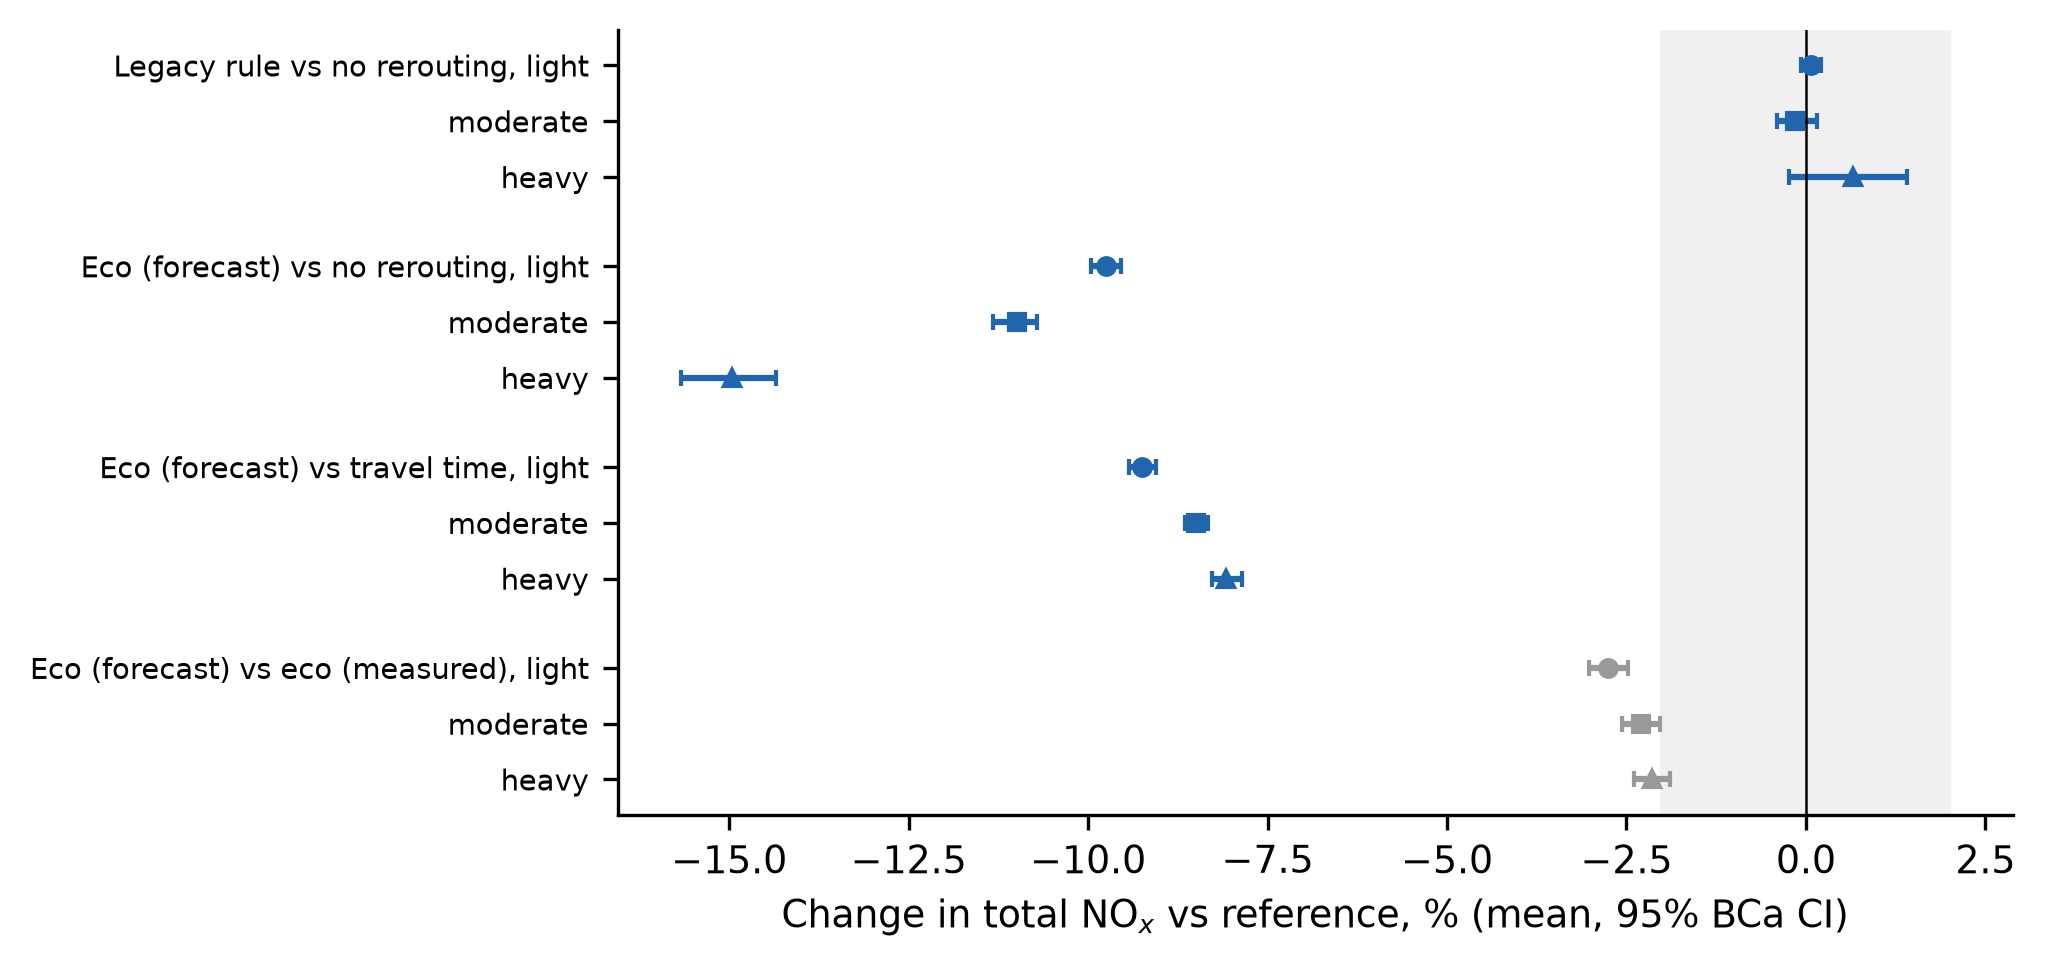 Legacy rule vs no rerouting, light
moderate
heavy
Eco (forecast) vs no rerouting, light
moderate
heavy
Eco (forecast) vs travel time, light
moderate
heavy
Eco (forecast) vs eco (measured), light
moderate
heavy
−15.0 −12.5 −10.0 −7.5 −5.0 −2.5 0.0 2.5
Change in total NOₓ vs reference, % (mean, 95% BCa CI)